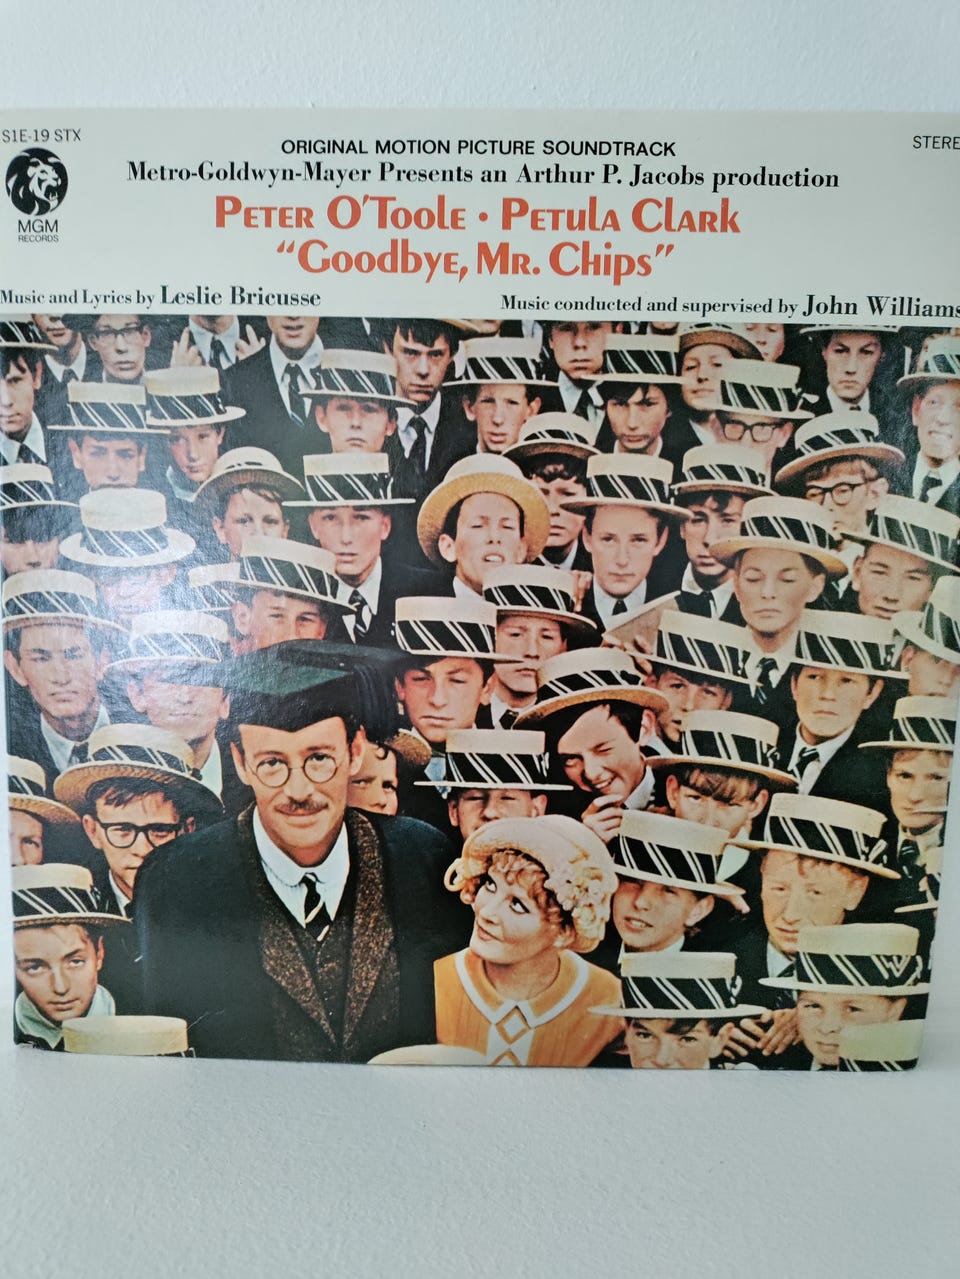 S1E-19 STX
STERE
ORIGINAL MOTION PICTURE SOUNDTRACK
Metro-Goldwyn-Mayer Presents an Arthur P. Jacobs production
MGM
RECORDS
PETER O'TOOLE • PETULA CLARK
"GOODBYE, MR. CHIPS"
Music and Lyrics by Leslie Bricusse
Music conducted and supervised by John Williams